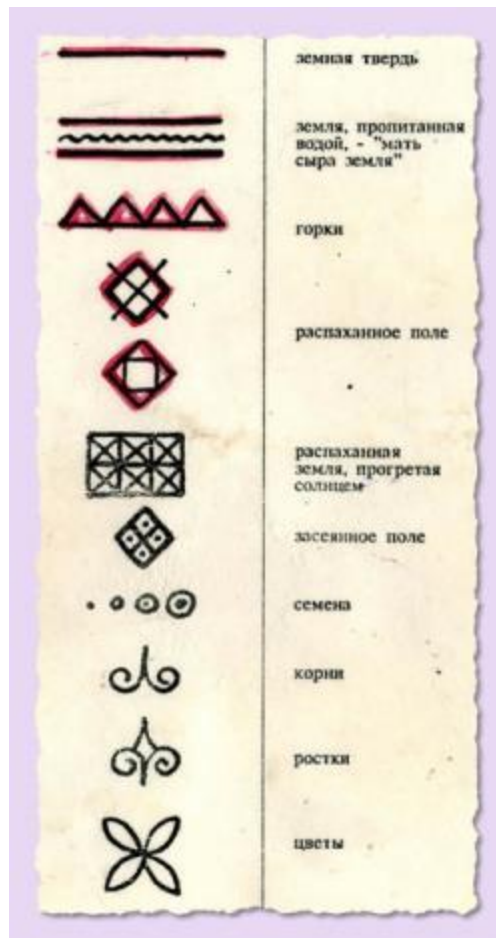 земная твердь
земля, пропитанная
водой, - "мать
сыра земля"
горки
распаханное поле
распаханная
земля, прогретая
солнцем
засеянное поле
семена
корни
ростки
цветы